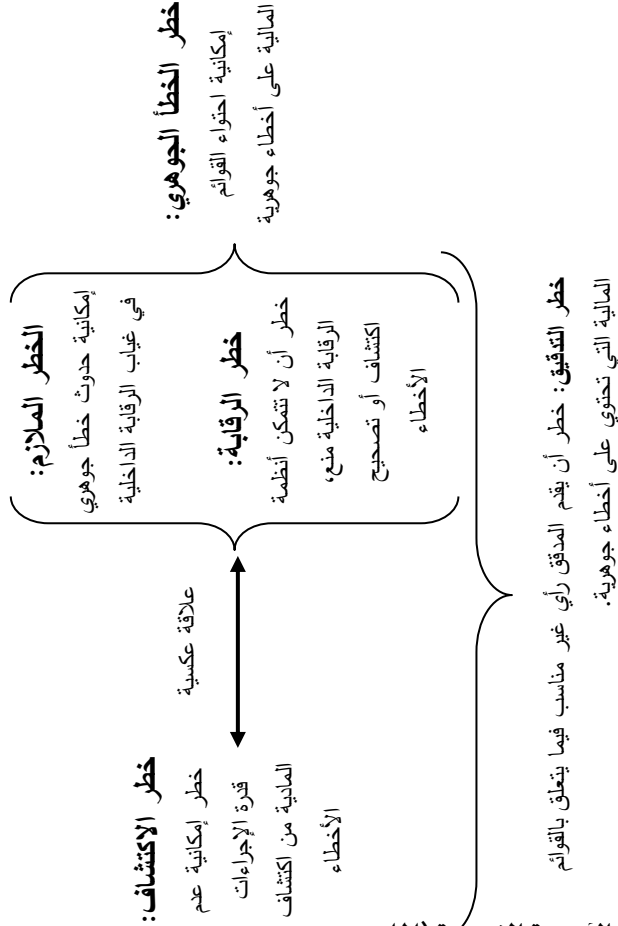 خطر الخطأ الجوهري:
إمكانية احتواء القوائم
المالية على أخطاء جوهرية
الخطر الملازم:
إمكانية حدوث خطأ جوهري
في غياب الرقابة الداخلية
خطر الرقابة:
خطر أن لا تتمكن أنظمة
الرقابة الداخلية منع،
اكتشاف أو تصحيح
الأخطاء
علاقة عكسية
خطر الاكتشاف:
خطر إمكانية عدم
قدرة الإجراءات
المادية من اكتشاف
الأخطاء
خطر التدقيق: خطر أن يقدم المدقق رأي غير مناسب فيما يتعلق بالقوائم
المالية التي تحتوي على أخطاء جوهرية.